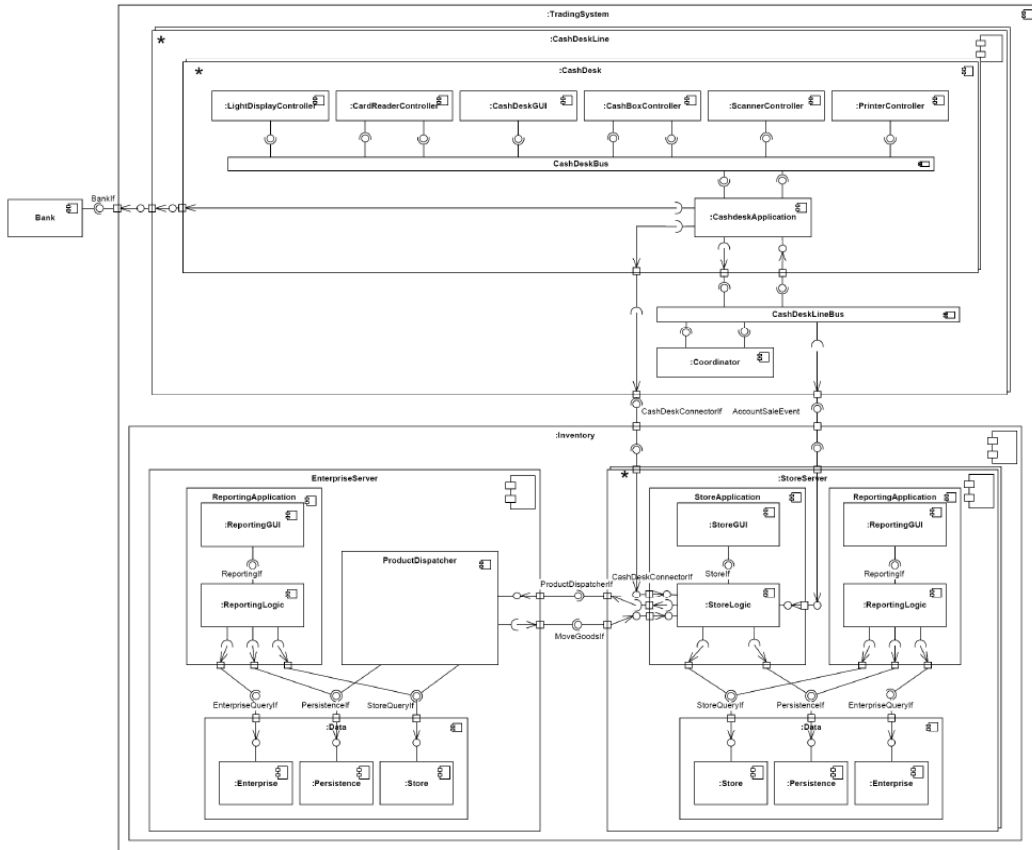 :TradingSystem
*
:CashDeskLine
*
:CashDesk
:LightDisplayController
:CardReaderController
:CashDeskGUI
:CashBoxController
:ScannerController
:PrinterController
CashDeskBus
BankIf
Bank
:CashdeskApplication
CashDeskLineBus
:Coordinator
CashDeskConnectorIf
AccountSaleEvent
:Inventory
EnterpriseServer
*
:StoreServer
ReportingApplication
StoreApplication
ReportingApplication
:ReportingGUI
:StoreGUI
:ReportingGUI
ProductDispatcher
ReportingIf
ProductDispatcherIf
CashDeskConnectorIf
StoreIf
ReportingIf
:ReportingLogic
:StoreLogic
:ReportingLogic
MoveGoodsIf
EnterpriseQueryIf
PersistenceIf
StoreQueryIf
StoreQueryIf
PersistenceIf
EnterpriseQueryIf
:Data
:Data
:Enterprise
:Persistence
:Store
:Store
:Persistence
:Enterprise